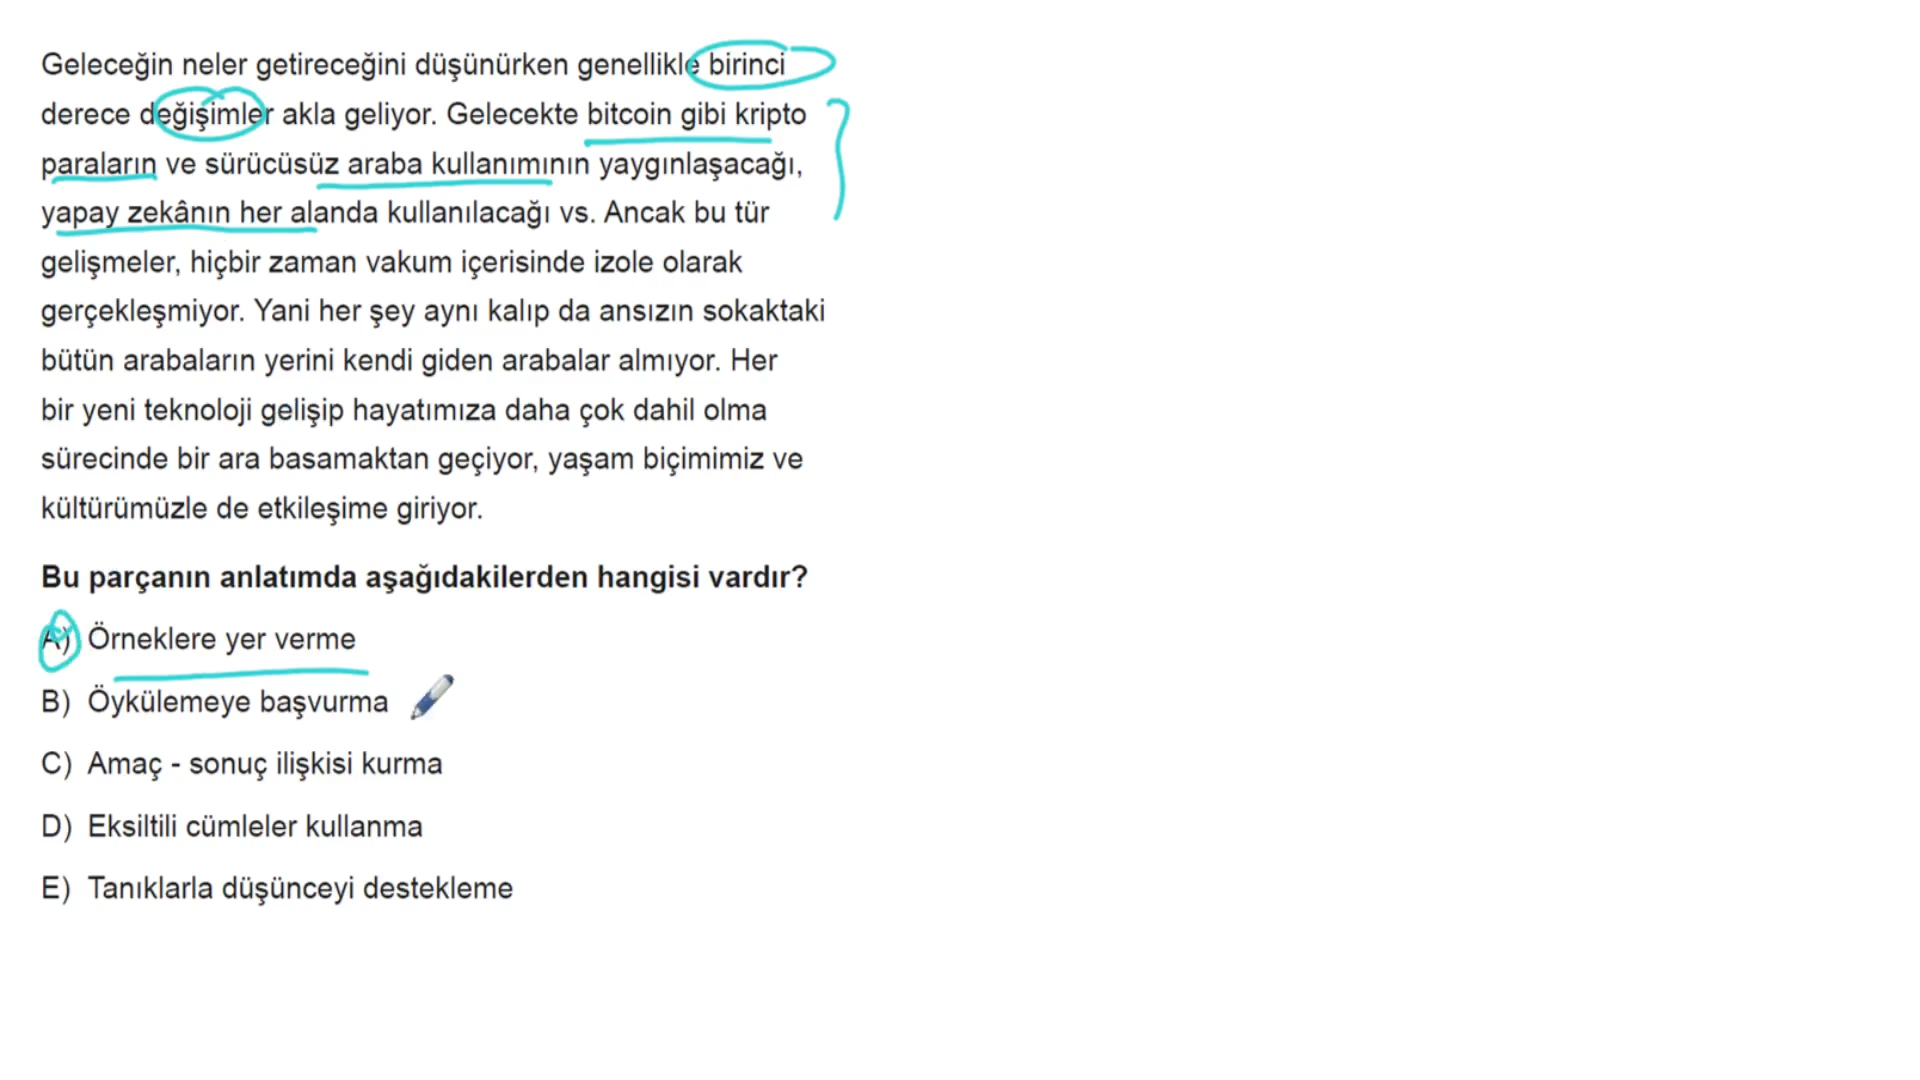 Geleceğin neler getireceğini düşünürken genellikle birinci
derece değişimler akla geliyor. Gelecekte bitcoin gibi kripto
paraların ve sürücüsüz araba kullanımının yaygınlaşacağı,
yapay zekânın her alanda kullanılacağı vs. Ancak bu tür
gelişmeler, hiçbir zaman vakum içerisinde izole olarak
gerçekleşmiyor. Yani her şey aynı kalıp da ansızın sokaktaki
bütün arabaların yerini kendi giden arabalar almıyor. Her
bir yeni teknoloji gelişip hayatımıza daha çok dahil olma
sürecinde bir ara basamaktan geçiyor, yaşam biçimimiz ve
kültürümüzle de etkileşime giriyor.
Bu parçanın anlatımda aşağıdakilerden hangisi vardır?
A) Örneklere yer verme
B) Öykülemeye başvurma
C) Amaç - sonuç ilişkisi kurma
D) Eksiltili cümleler kullanma
E) Tanıklarla düşünceyi destekleme